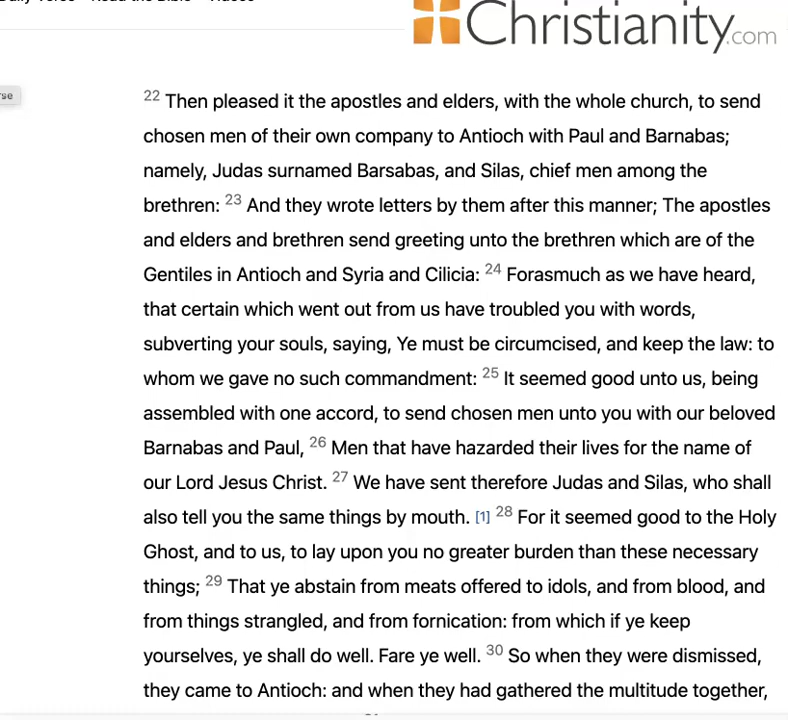 Christianity.com
rse
22 Then pleased it the apostles and elders, with the whole church, to send
chosen men of their own company to Antioch with Paul and Barnabas;
namely, Judas surnamed Barsabas, and Silas, chief men among the
brethren: 23 And they wrote letters by them after this manner; The apostles
and elders and brethren send greeting unto the brethren which are of the
Gentiles in Antioch and Syria and Cilicia: 24 Forasmuch as we have heard,
that certain which went out from us have troubled you with words,
subverting your souls, saying, Ye must be circumcised, and keep the law: to
whom we gave no such commandment: 25 It seemed good unto us, being
assembled with one accord, to send chosen men unto you with our beloved
Barnabas and Paul, 26 Men that have hazarded their lives for the name of
our Lord Jesus Christ. 27 We have sent therefore Judas and Silas, who shall
also tell you the same things by mouth. [1] 28 For it seemed good to the Holy
Ghost, and to us, to lay upon you no greater burden than these necessary
things; 29 That ye abstain from meats offered to idols, and from blood, and
from things strangled, and from fornication: from which if ye keep
yourselves, ye shall do well. Fare ye well. 30 So when they were dismissed,
they came to Antioch: and when they had gathered the multitude together,